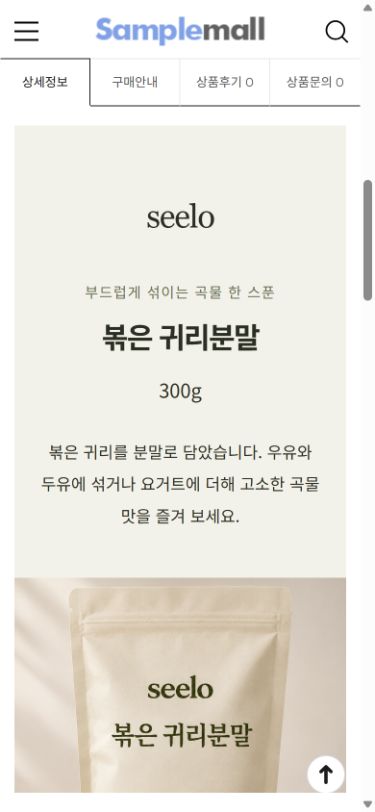 Samplemall
상세정보 구매안내 상품후기 0 상품문의 0
seelo
부드럽게 섞이는 곡물 한 스푼
볶은 귀리분말
300g
볶은 귀리를 분말로 담았습니다. 우유와
두유에 섞거나 요거트에 더해 고소한 곡물
맛을 즐겨 보세요.
seelo
볶은 귀리분말